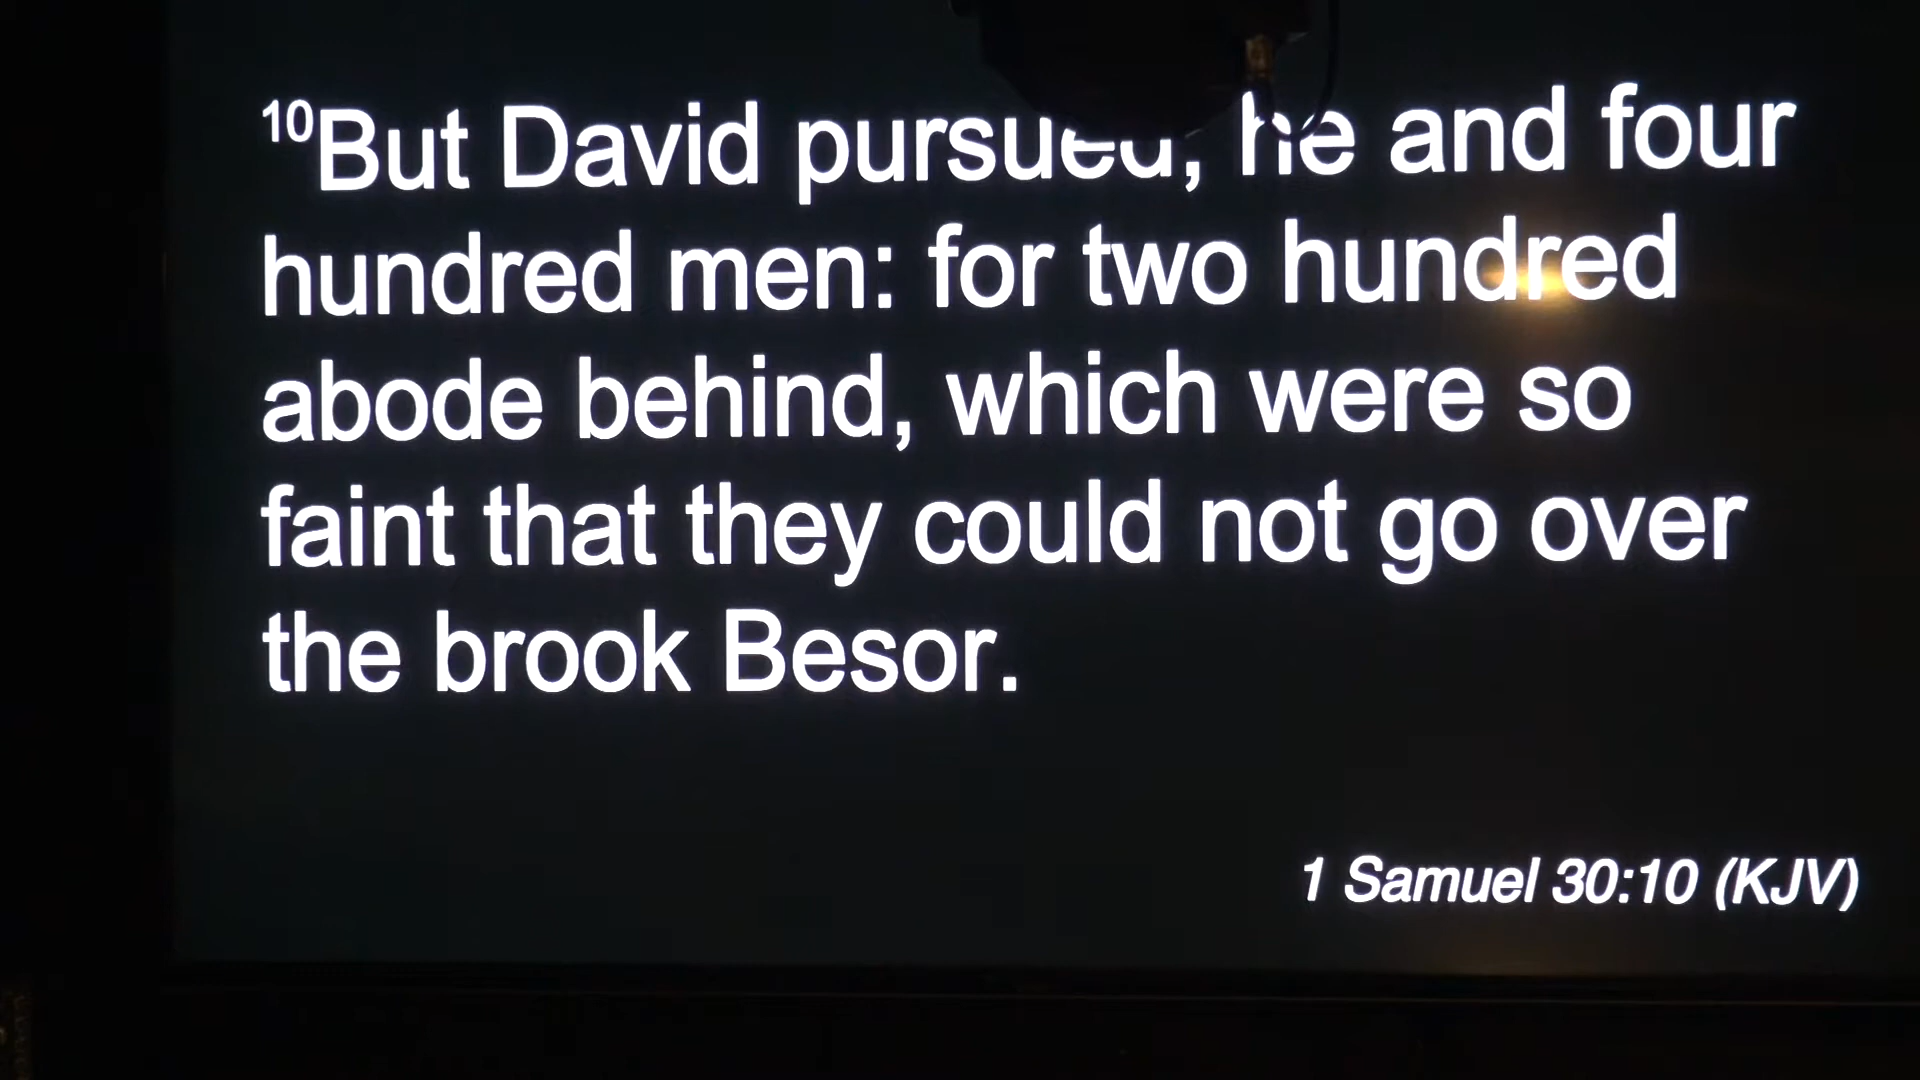 10But David pursued, he and four
hundred men: for two hundred
abode behind, which were so
faint that they could not go over
the brook Besor.
1 Samuel 30:10 (KJV)